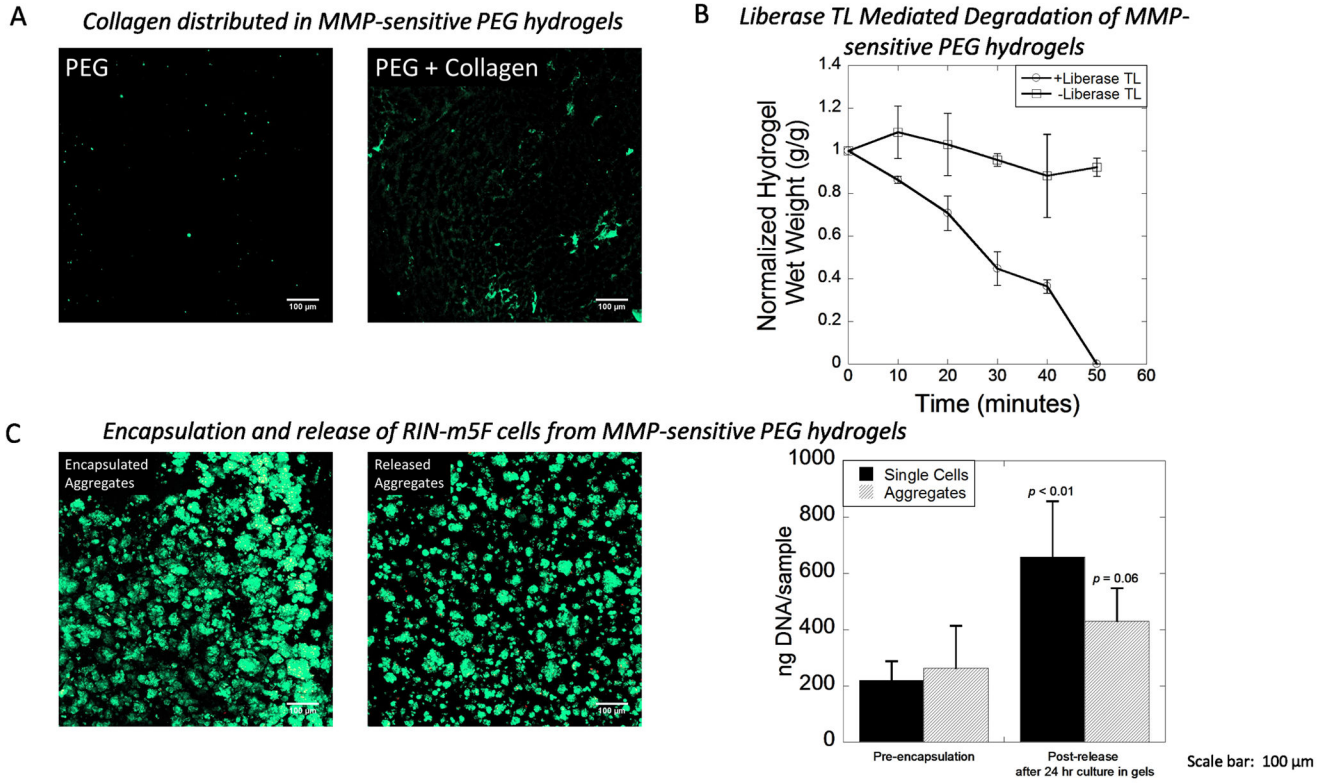 A
Collagen distributed in MMP-sensitive PEG hydrogels
PEG
100 µm
PEG + Collagen
100 µm
B
Liberase TL Mediated Degradation of MMP-
sensitive PEG hydrogels
+Liberase TL
-Liberase TL
Normalized Hydrogel
Wet Weight (g/g)
1.4
1.2
1
0.8
0.6
0.4
0.2
0
0 10 20 30 40 50 60
Time (minutes)
C
Encapsulation and release of RIN-m5F cells from MMP-sensitive PEG hydrogels
Encapsulated
Aggregates
100 µm
Released
Aggregates
100 µm
Single Cells
Aggregates
p < 0.01
p = 0.06
ng DNA/sample
1000
800
600
400
200
0
Pre-encapsulation
Post-release
after 24 hr culture in gels
Scale bar: 100 µm